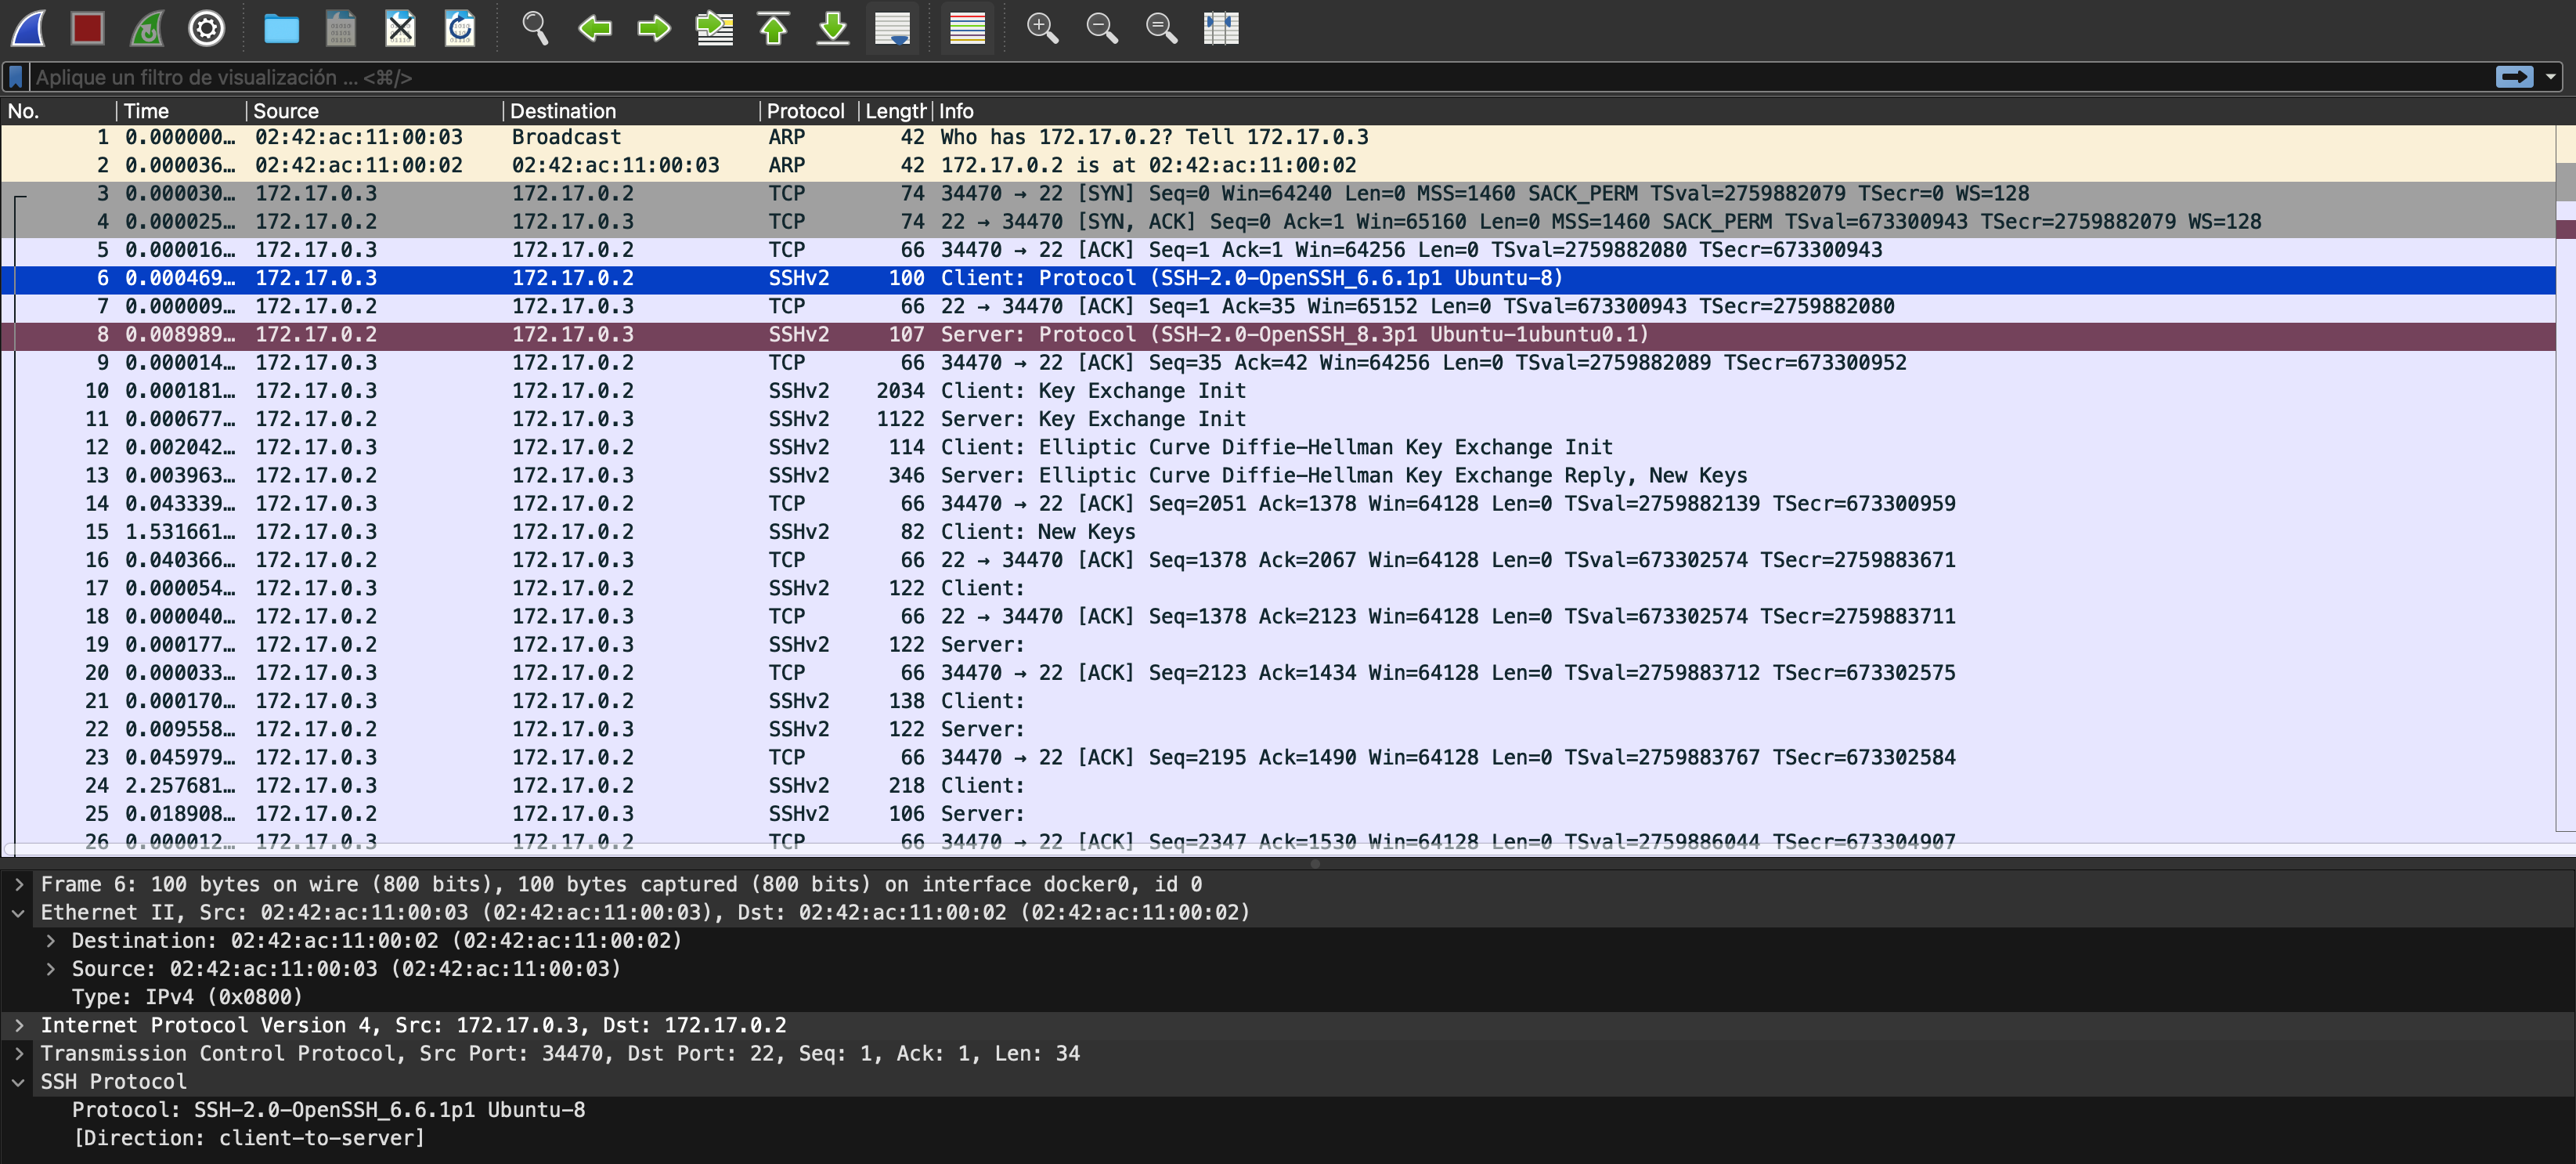 Aplique un filtro de visualización ... <⌘/>
No. Time Source Destination Protocol Length Info
1 0.000000… 02:42:ac:11:00:03 Broadcast ARP 42 Who has 172.17.0.2? Tell 172.17.0.3
2 0.000036… 02:42:ac:11:00:02 02:42:ac:11:00:03 ARP 42 172.17.0.2 is at 02:42:ac:11:00:02
3 0.000030… 172.17.0.3 172.17.0.2 TCP 74 34470 → 22 [SYN] Seq=0 Win=64240 Len=0 MSS=1460 SACK_PERM TSval=2759882079 TSecr=0 WS=128
4 0.000025… 172.17.0.2 172.17.0.3 TCP 74 22 → 34470 [SYN, ACK] Seq=0 Ack=1 Win=65160 Len=0 MSS=1460 SACK_PERM TSval=673300943 TSecr=2759882079 WS=128
5 0.000016… 172.17.0.3 172.17.0.2 TCP 66 34470 → 22 [ACK] Seq=1 Ack=1 Win=64256 Len=0 TSval=2759882080 TSecr=673300943
6 0.000469… 172.17.0.3 172.17.0.2 SSHv2 100 Client: Protocol (SSH-2.0-OpenSSH_6.6.1p1 Ubuntu-8)
7 0.000009… 172.17.0.2 172.17.0.3 TCP 66 22 → 34470 [ACK] Seq=1 Ack=35 Win=65152 Len=0 TSval=673300943 TSecr=2759882080
8 0.008989… 172.17.0.2 172.17.0.3 SSHv2 107 Server: Protocol (SSH-2.0-OpenSSH_8.3p1 Ubuntu-1ubuntu0.1)
9 0.000014… 172.17.0.3 172.17.0.2 TCP 66 34470 → 22 [ACK] Seq=35 Ack=42 Win=64256 Len=0 TSval=2759882089 TSecr=673300952
10 0.000181… 172.17.0.3 172.17.0.2 SSHv2 2034 Client: Key Exchange Init
11 0.000677… 172.17.0.2 172.17.0.3 SSHv2 1122 Server: Key Exchange Init
12 0.002042… 172.17.0.3 172.17.0.2 SSHv2 114 Client: Elliptic Curve Diffie-Hellman Key Exchange Init
13 0.003963… 172.17.0.2 172.17.0.3 SSHv2 346 Server: Elliptic Curve Diffie-Hellman Key Exchange Reply, New Keys
14 0.043339… 172.17.0.3 172.17.0.2 TCP 66 34470 → 22 [ACK] Seq=2051 Ack=1378 Win=64128 Len=0 TSval=2759882139 TSecr=673300959
15 1.531661… 172.17.0.3 172.17.0.2 SSHv2 82 Client: New Keys
16 0.040366… 172.17.0.2 172.17.0.3 TCP 66 22 → 34470 [ACK] Seq=1378 Ack=2067 Win=64128 Len=0 TSval=673302574 TSecr=2759883671
17 0.000054… 172.17.0.3 172.17.0.2 SSHv2 122 Client:
18 0.000040… 172.17.0.2 172.17.0.3 TCP 66 22 → 34470 [ACK] Seq=1378 Ack=2123 Win=64128 Len=0 TSval=673302574 TSecr=2759883711
19 0.000177… 172.17.0.2 172.17.0.3 SSHv2 122 Server:
20 0.000033… 172.17.0.3 172.17.0.2 TCP 66 34470 → 22 [ACK] Seq=2123 Ack=1434 Win=64128 Len=0 TSval=2759883712 TSecr=673302575
21 0.000170… 172.17.0.3 172.17.0.2 SSHv2 138 Client:
22 0.009558… 172.17.0.2 172.17.0.3 SSHv2 122 Server:
23 0.045979… 172.17.0.3 172.17.0.2 TCP 66 34470 → 22 [ACK] Seq=2195 Ack=1490 Win=64128 Len=0 TSval=2759883767 TSecr=673302584
24 2.257681… 172.17.0.3 172.17.0.2 SSHv2 218 Client:
25 0.018908… 172.17.0.2 172.17.0.3 SSHv2 106 Server:
26 0.000012… 172.17.0.3 172.17.0.2 TCP 66 34470 → 22 [ACK] Seq=2347 Ack=1530 Win=64128 Len=0 TSval=2759886044 TSecr=673304907
Frame 6: 100 bytes on wire (800 bits), 100 bytes captured (800 bits) on interface docker0, id 0
Ethernet II, Src: 02:42:ac:11:00:03 (02:42:ac:11:00:03), Dst: 02:42:ac:11:00:02 (02:42:ac:11:00:02)
Destination: 02:42:ac:11:00:02 (02:42:ac:11:00:02)
Source: 02:42:ac:11:00:03 (02:42:ac:11:00:03)
Type: IPv4 (0x0800)
Internet Protocol Version 4, Src: 172.17.0.3, Dst: 172.17.0.2
Transmission Control Protocol, Src Port: 34470, Dst Port: 22, Seq: 1, Ack: 1, Len: 34
SSH Protocol
Protocol: SSH-2.0-OpenSSH_6.6.1p1 Ubuntu-8
[Direction: client-to-server]